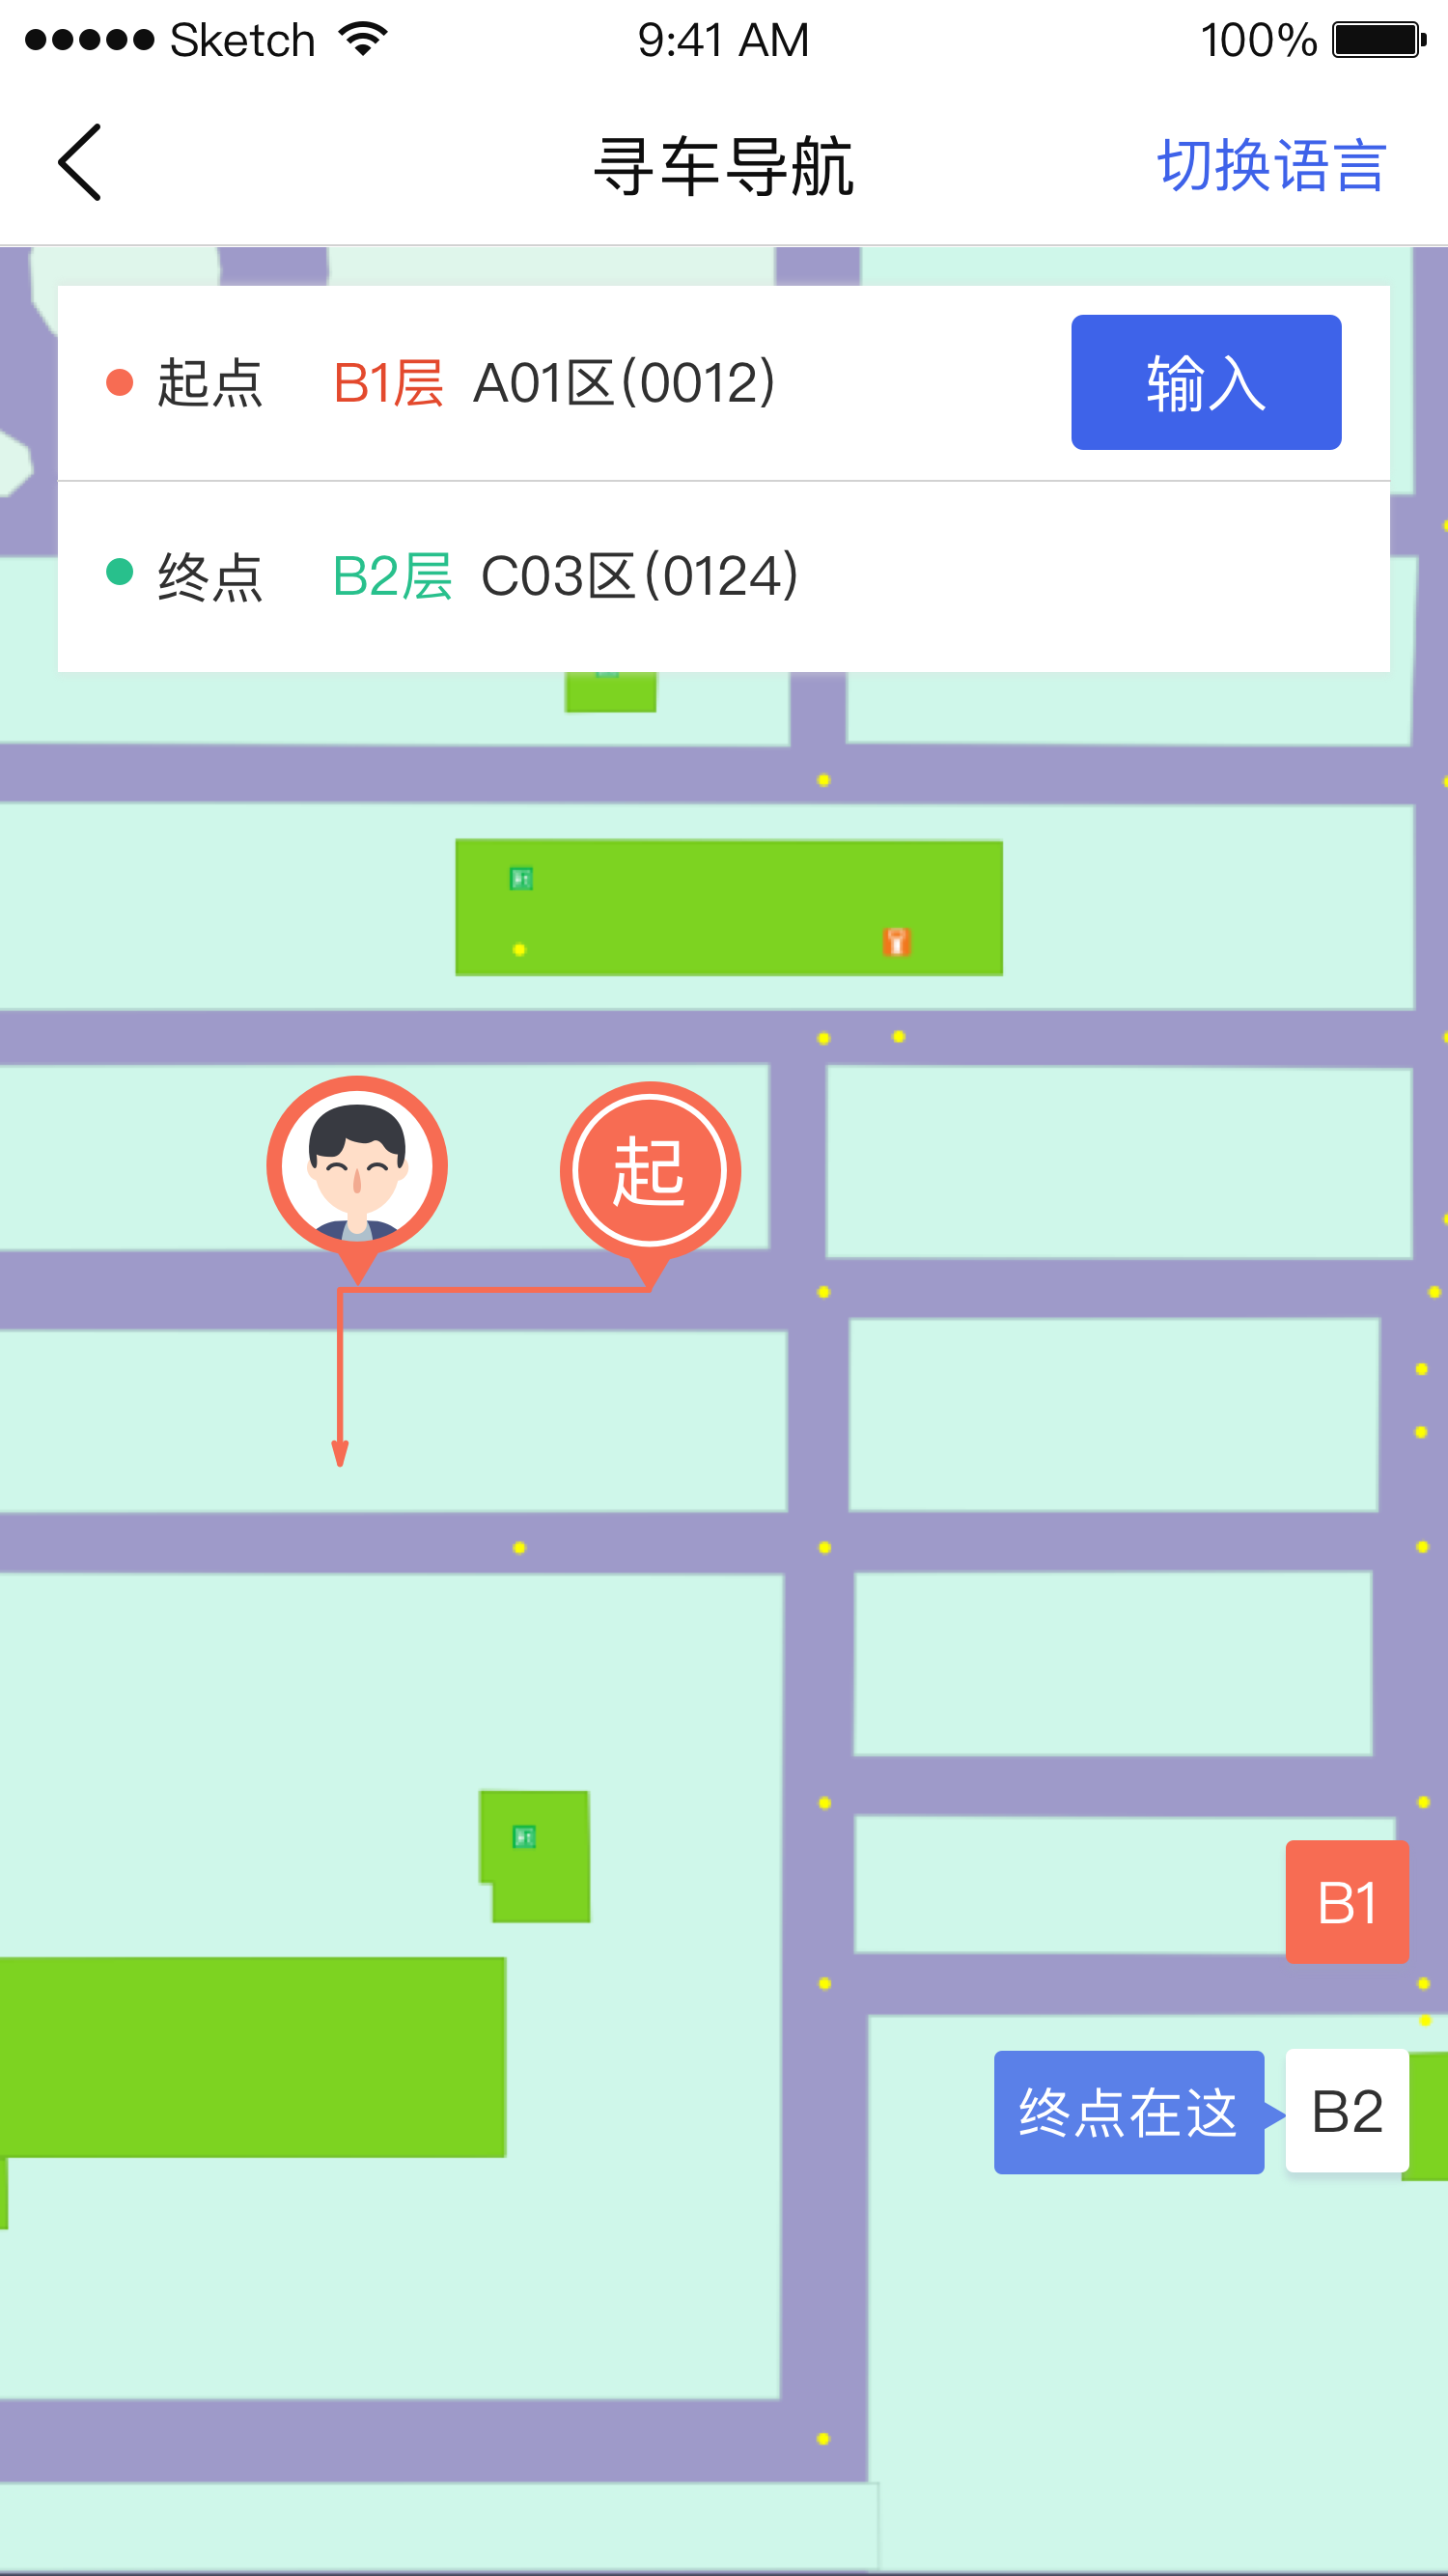 Sketch 9:41 AM 100%
寻车导航 切换语言
起点 B1层 A01区(0012) 输入
终点 B2层 C03区(0124)
起
B1
终点在这 B2